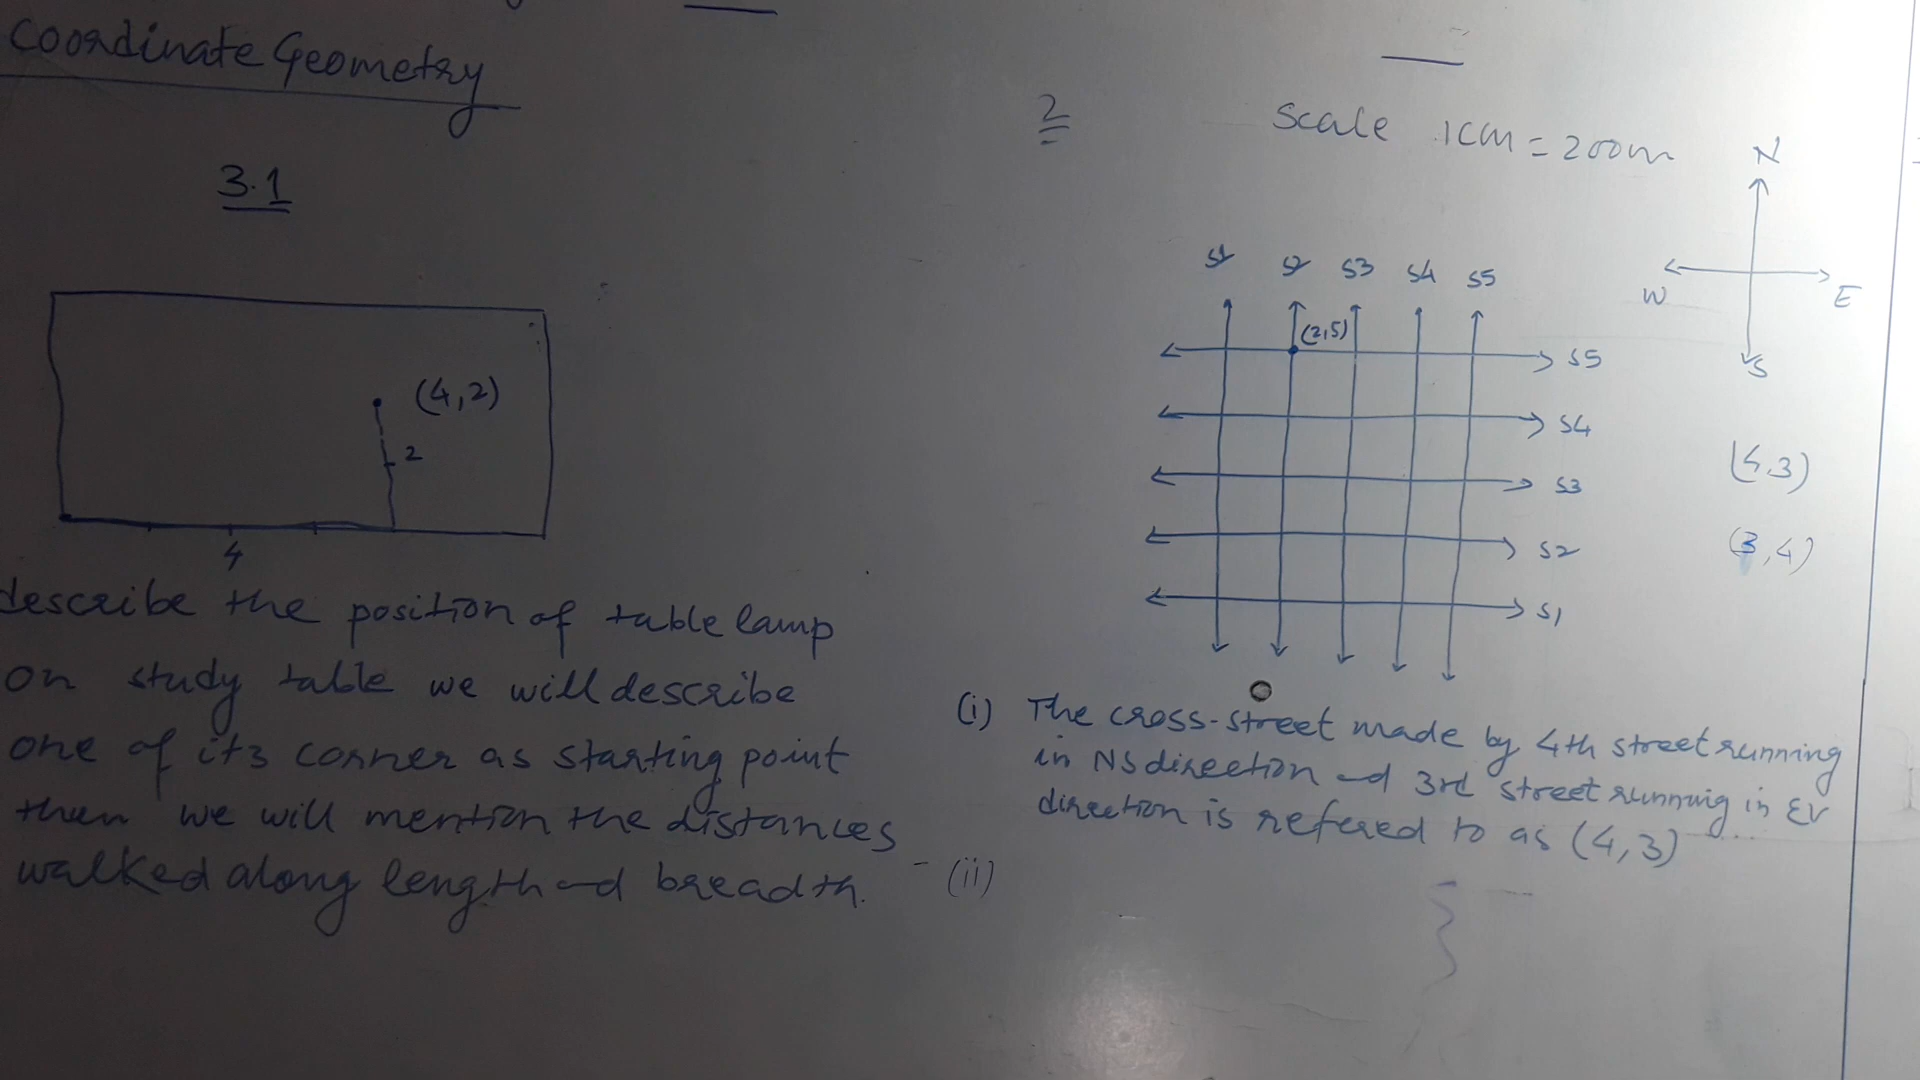 Coordinate Geometry
3.1
(4,2)
2
4
describe the position of table lamp
on study table we will describe
one of its corner as starting point
then we will mention the distances
walked along length and breadth.
2
Scale 1cm = 200m
N
W
E
S
S1 S2 S3 S4 S5
(2,5)
S5
S4
S3
S2
S1
(4,3)
(3,4)
(i) The cross-street made by 4th street running
in NS direction and 3rd street running in
direction is refered to as (4,3)
(ii)